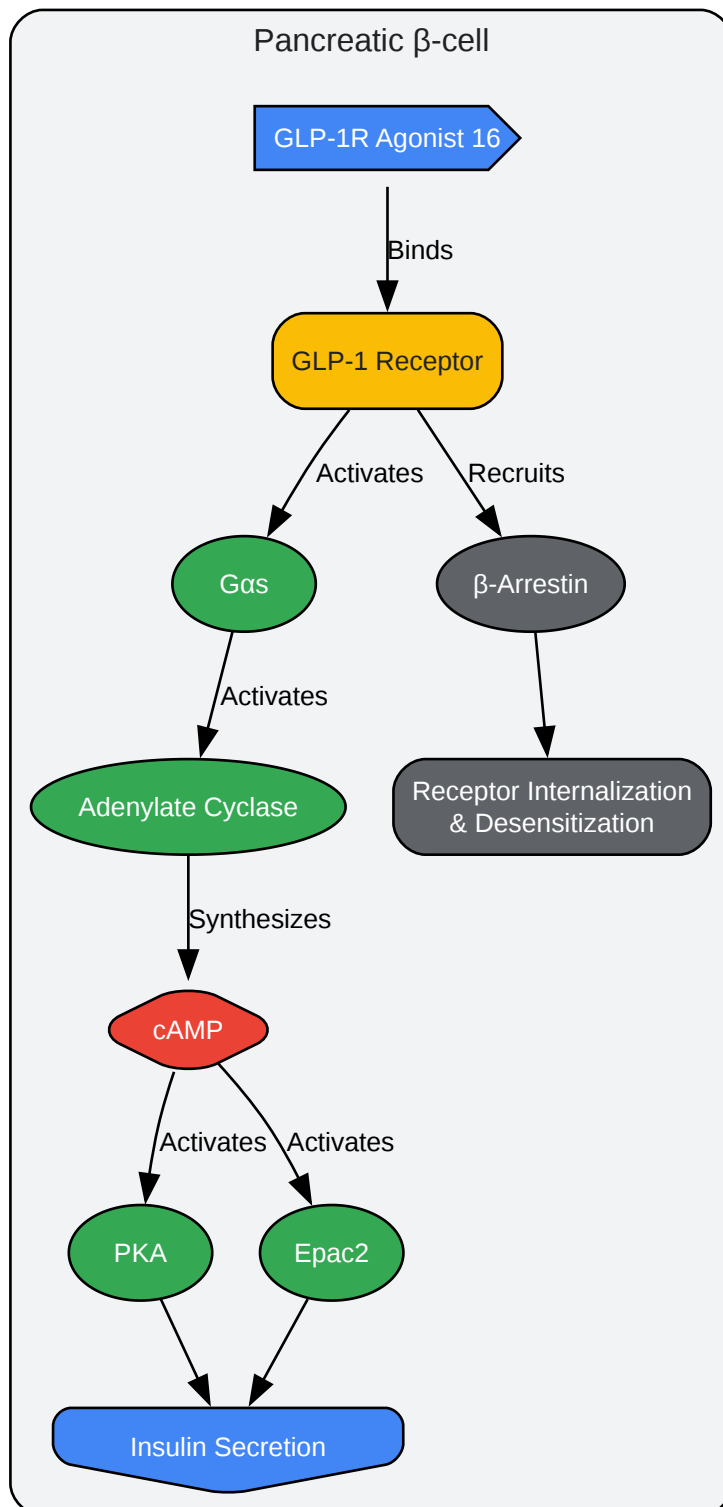 Pancreatic β-cell
GLP-1R Agonist 16
Binds
GLP-1 Receptor
Activates
Recruits
Gαs
β-Arrestin
Activates
Adenylate Cyclase
Receptor Internalization
& Desensitization
Synthesizes
cAMP
Activates
Activates
PKA
Epac2
Insulin Secretion